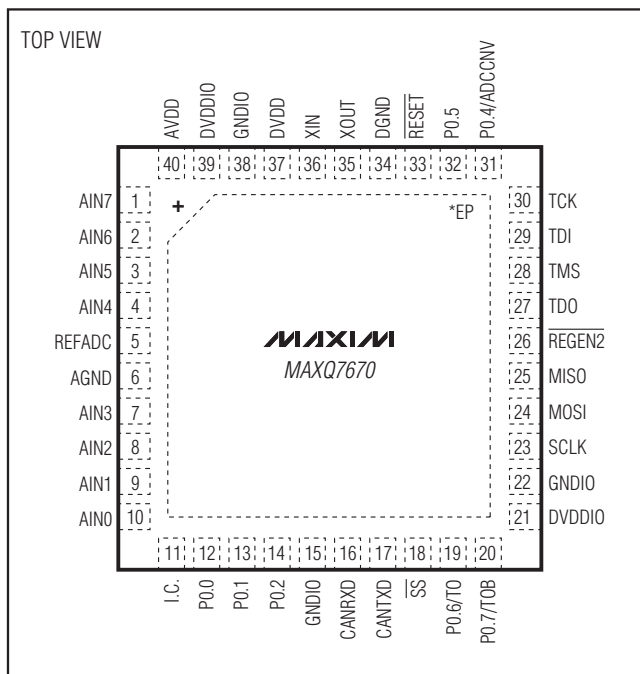 TOP VIEW
AVDD
DVDDIO
GNDIO
DVDD
XIN
XOUT
DGND
RESET
P0.5
P0.4/ADCCNV
40 39 38 37 36 35 34 33 32 31
AIN7 1
AIN6 2
AIN5 3
AIN4 4
REFADC 5
AGND 6
AIN3 7
AIN2 8
AIN1 9
AIN0 10
+
*EP
MAXIM
MAXQ7670
30 TCK
29 TDI
28 TMS
27 TDO
26 REGEN2
25 MISO
24 MOSI
23 SCLK
22 GNDIO
21 DVDDIO
11 12 13 14 15 16 17 18 19 20
I.C.
P0.0
P0.1
P0.2
GNDIO
CANRXD
CANTXD
SS
P0.6/T0
P0.7/T0B